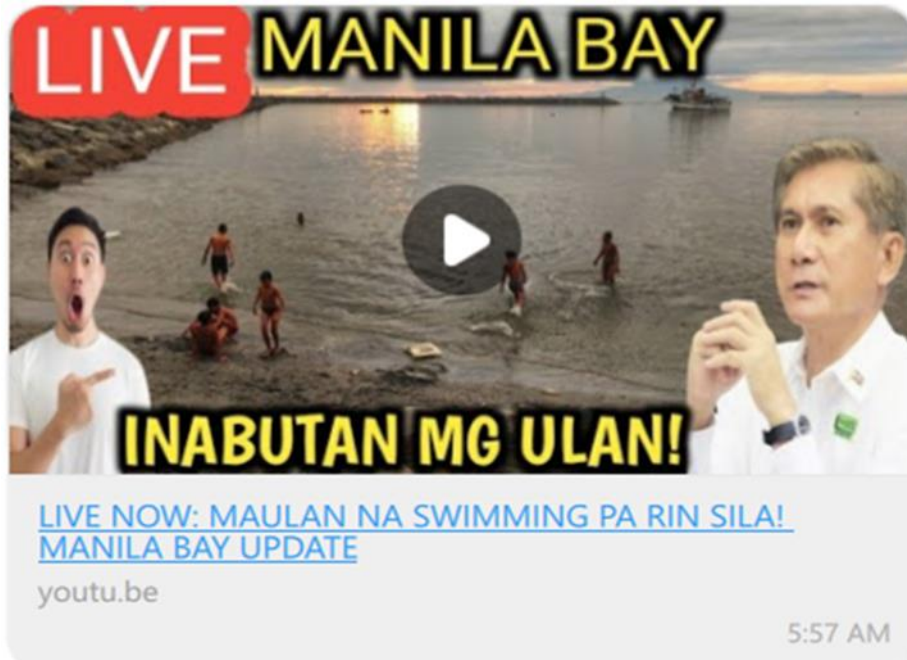 LIVE MANILA BAY
INABUTAN MG ULAN!
LIVE NOW: MAULAN NA SWIMMING PA RIN SILA!
MANILA BAY UPDATE
youtu.be
5:57 AM